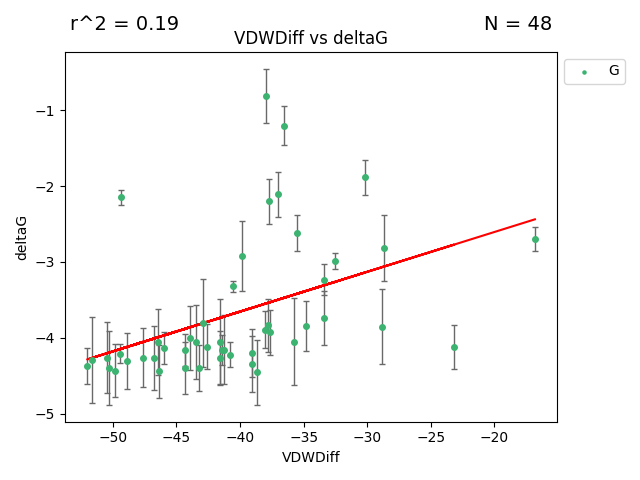 r^2 = 0.19
N = 48
VDWDiff vs deltaG
G
−1
−2
−3
−4
−5
deltaG
−50
−45
−40
−35
−30
−25
−20
VDWDiff